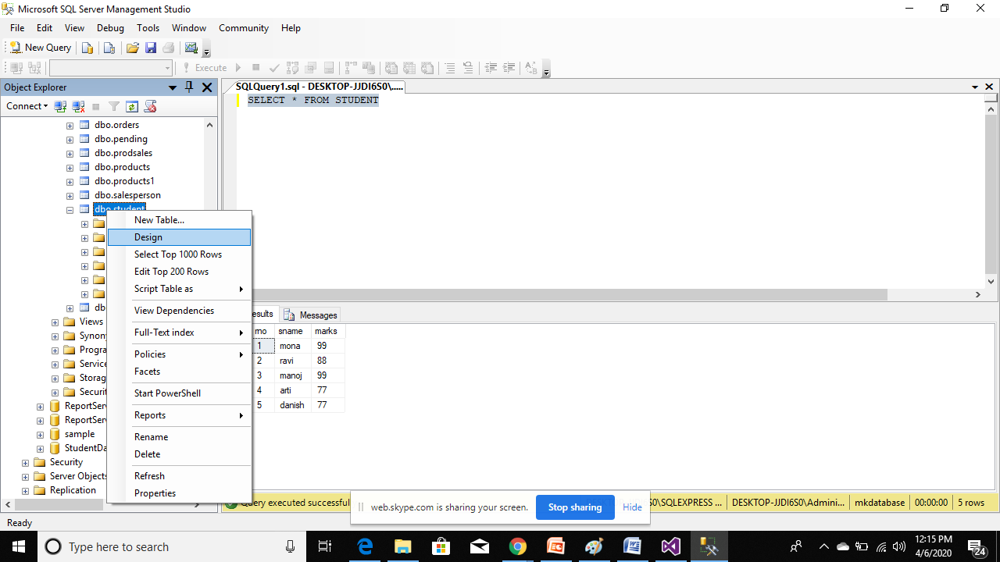 Microsoft SQL Server Management Studio
File Edit View Debug Tools Window Community Help
New Query
Execute
Object Explorer
SQLQuery1.sql - DESKTOP-JJDI6S0\.....
Connect
SELECT * FROM STUDENT
dbo.orders
dbo.pending
dbo.prodsales
dbo.products
dbo.products1
dbo.salesperson
dbo.student
New Table...
Design
Select Top 1000 Rows
Edit Top 200 Rows
Script Table as
View Dependencies
Full-Text index
Policies
Facets
Start PowerShell
Reports
Rename
Delete
Refresh
Properties
Views
Synony
Progra
Service
Storag
Securit
ReportServ
ReportServ
sample
StudentDa
Security
Server Objects
Replication
esults Messages
rno sname marks
1 mona 99
2 ravi 88
3 manoj 99
4 arti 77
5 danish 77
Query executed successful
0\SQLEXPRESS ... DESKTOP-JJDI6S0\Admini... mkdatabase 00:00:00 5 rows
web.skype.com is sharing your screen. Stop sharing Hide
Ready
Type here to search
12:15 PM
4/6/2020
24